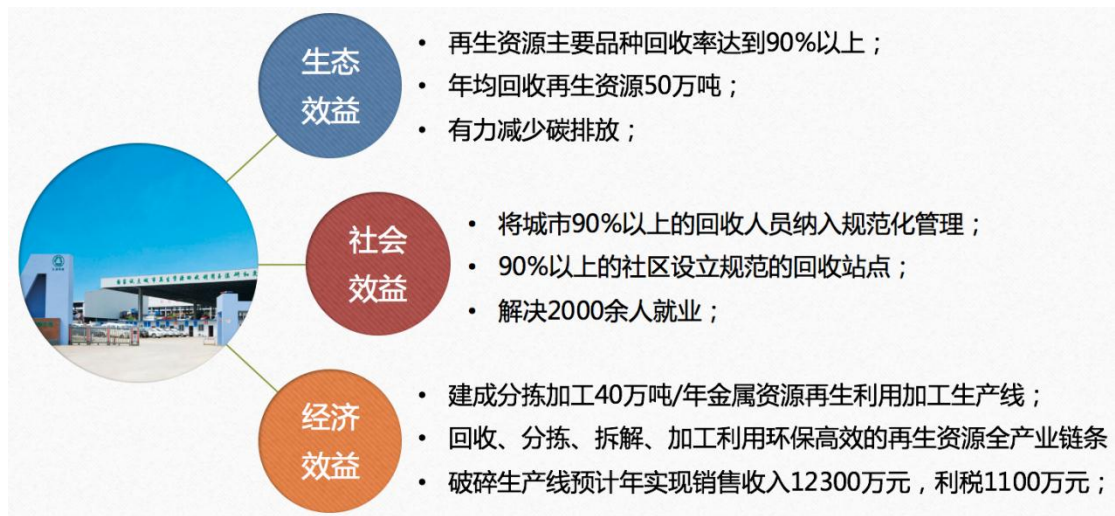 生态
效益
• 再生资源主要品种回收率达到90%以上；
• 年均回收再生资源50万吨；
• 有力减少碳排放；
社会
效益
• 将城市90%以上的回收人员纳入规范化管理；
• 90%以上的社区设立规范的回收站点；
• 解决2000余人就业；
经济
效益
• 建成分拣加工40万吨/年金属资源再生利用加工生产线；
• 回收、分拣、拆解、加工利用环保高效的再生资源全产业链条
• 破碎生产线预计年实现销售收入12300万元，利税1100万元；